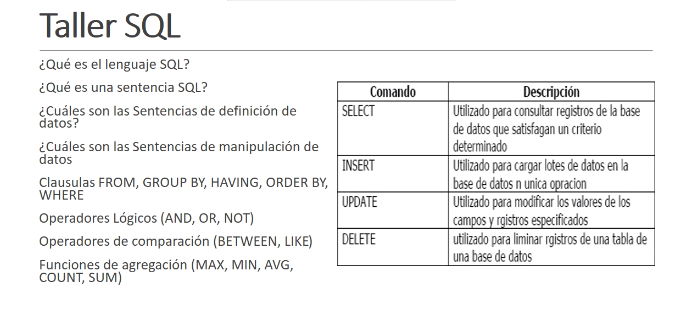 Taller SQL
¿Qué es el lenguaje SQL?
¿Qué es una sentencia SQL?
¿Cuáles son las Sentencias de definición de
datos?
¿Cuáles son las Sentencias de manipulación de
datos
Clausulas FROM, GROUP BY, HAVING, ORDER BY,
WHERE
Operadores Lógicos (AND, OR, NOT)
Operadores de comparación (BETWEEN, LIKE)
Funciones de agregación (MAX, MIN, AVG,
COUNT, SUM)
Comando Descripción
SELECT Utilizado para consultar registros de la base
de datos que satisfagan un criterio
determinado
INSERT Utilizado para cargar lotes de datos en la
base de datos n unica opracion
UPDATE Utilizado para modificar los valores de los
campos y rgistros especificados
DELETE utilizado para liminar rgistros de una tabla de
una base de datos